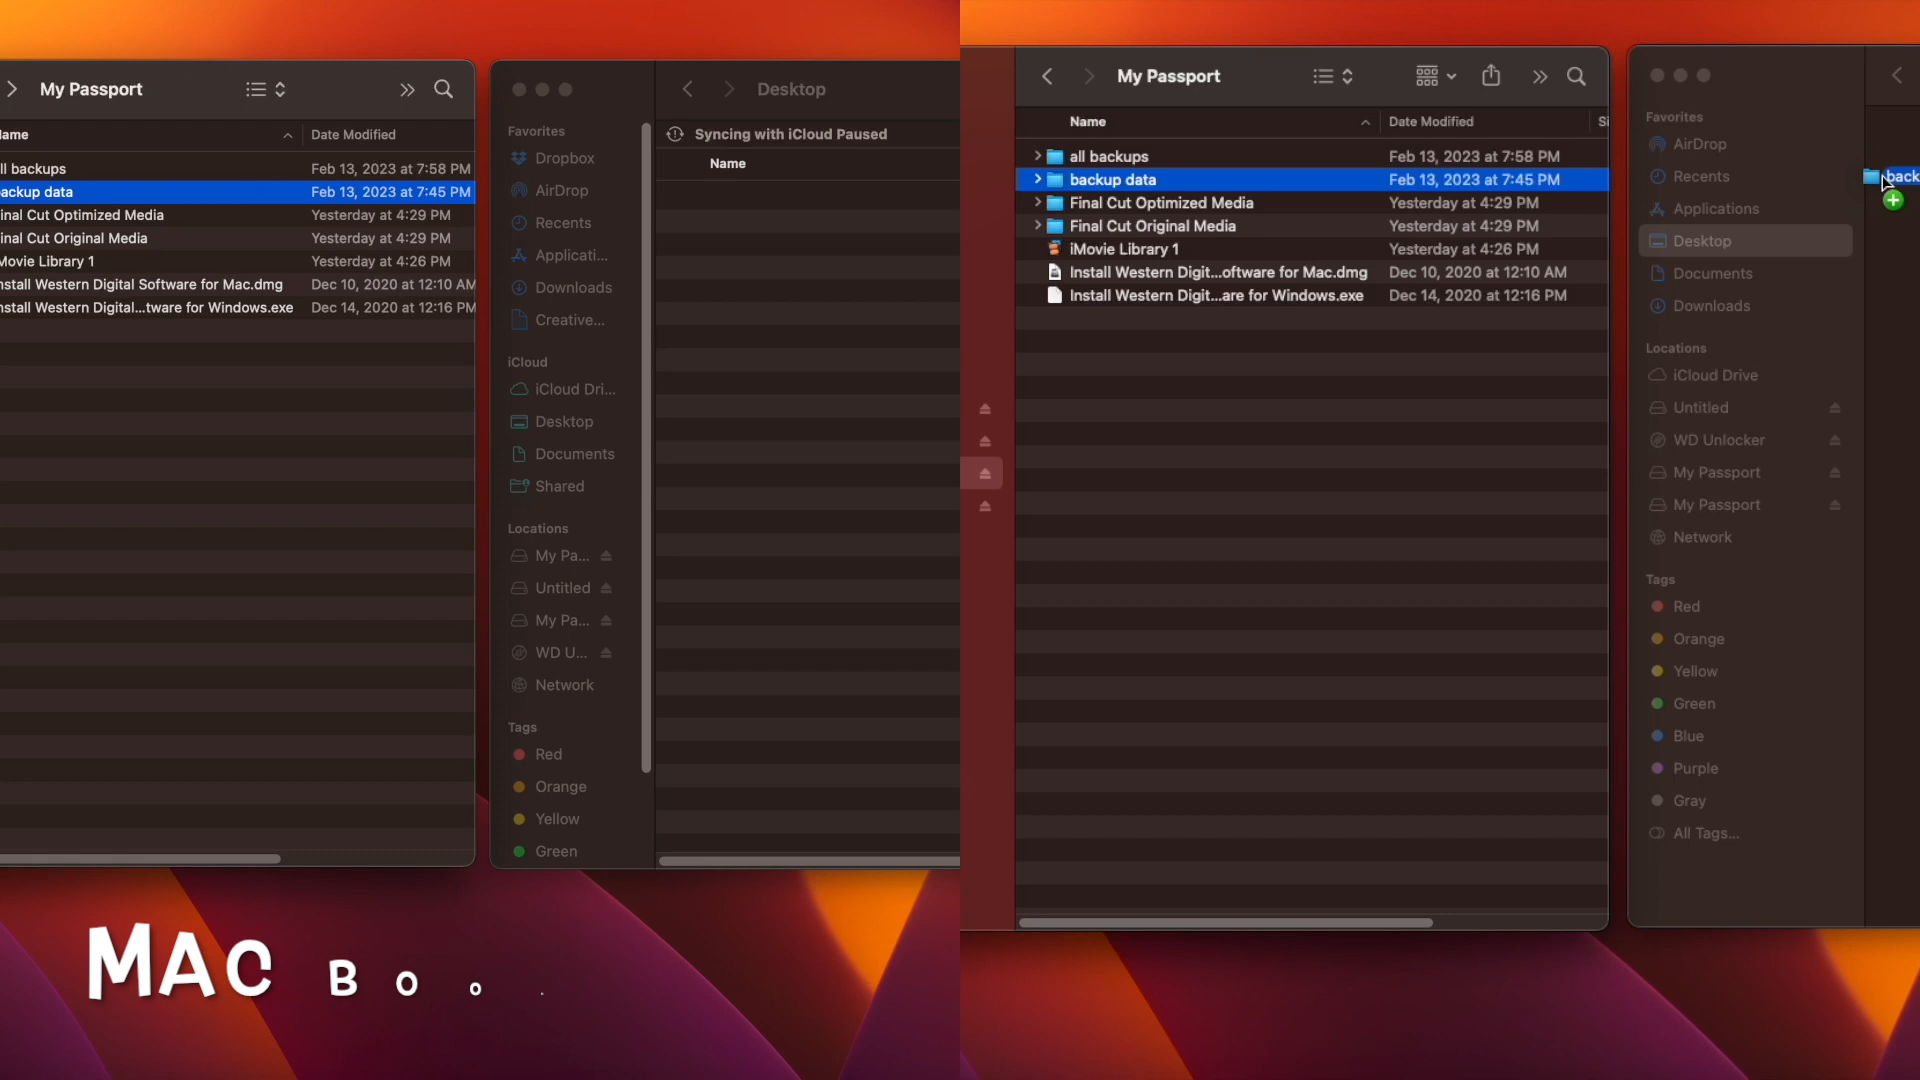 My Passport
ame
Date Modified
ll backups
Feb 13, 2023 at 7:58 PM
ackup data
Feb 13, 2023 at 7:45 PM
inal Cut Optimized Media
Yesterday at 4:29 PM
inal Cut Original Media
Yesterday at 4:29 PM
Movie Library 1
Yesterday at 4:26 PM
nstall Western Digital Software for Mac.dmg
Dec 10, 2020 at 12:10 AM
nstall Western Digital...tware for Windows.exe
Dec 14, 2020 at 12:16 PM
Desktop
Syncing with iCloud Paused
Name
Favorites
Dropbox
AirDrop
Recents
Applicati...
Downloads
Creative...
iCloud
iCloud Dri...
Desktop
Documents
Shared
Locations
My Pa...
Untitled
My Pa...
WD U...
Network
Tags
Red
Orange
Yellow
Green
MAC BOO.
My Passport
Name
Date Modified
Si
all backups
Feb 13, 2023 at 7:58 PM
backup data
Feb 13, 2023 at 7:45 PM
Final Cut Optimized Media
Yesterday at 4:29 PM
Final Cut Original Media
Yesterday at 4:29 PM
iMovie Library 1
Yesterday at 4:26 PM
Install Western Digit...oftware for Mac.dmg
Dec 10, 2020 at 12:10 AM
Install Western Digit...are for Windows.exe
Dec 14, 2020 at 12:16 PM
Favorites
AirDrop
Recents
Applications
Desktop
Documents
Downloads
Locations
iCloud Drive
Untitled
WD Unlocker
My Passport
My Passport
Network
Tags
Red
Orange
Yellow
Green
Blue
Purple
Gray
All Tags...
back